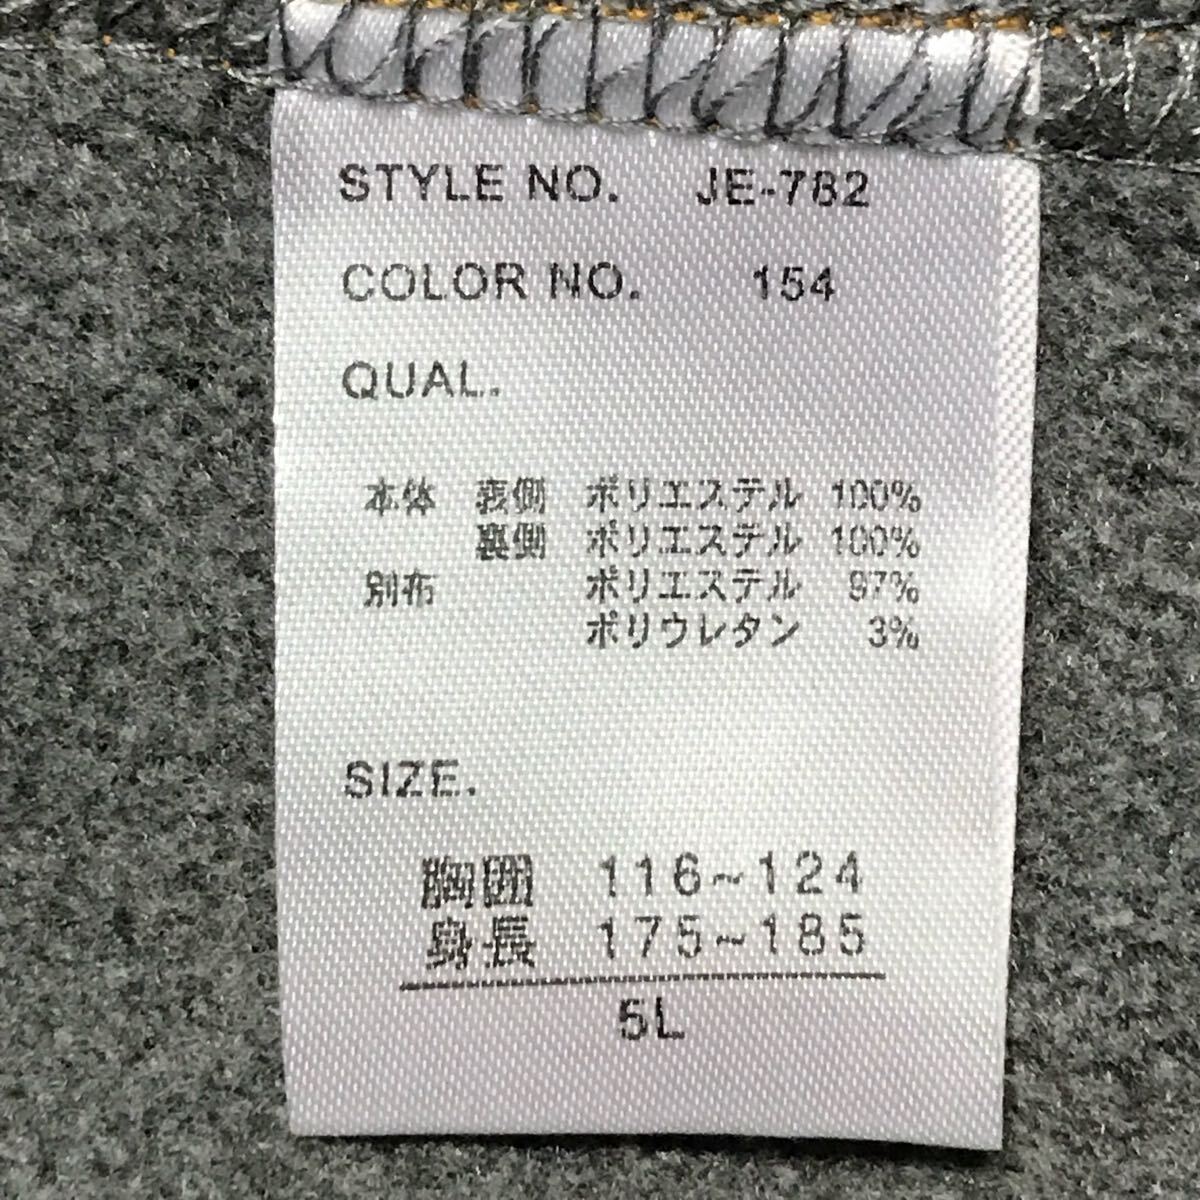 STYLE NO. JE-782
COLOR NO. 154
QUAL.
本体 表側 ポリエステル 100%
裏側 ポリエステル 100%
別布 ポリエステル 97%
ポリウレタン 3%
SIZE.
胸囲 116~124
身長 175~185
5L